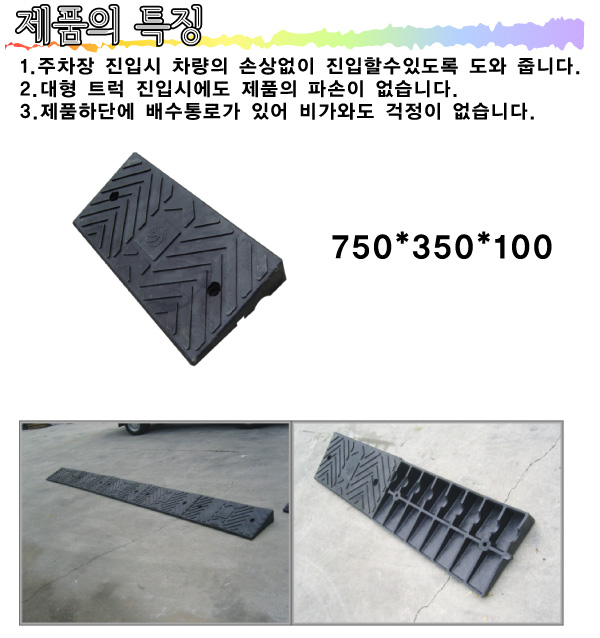 제품의 특징
1.주차장 진입시 차량의 손상없이 진입할수있도록 도와 줍니다.
2.대형 트럭 진입시에도 제품의 파손이 없습니다.
3.제품하단에 배수통로가 있어 비가와도 걱정이 없습니다.
750*350*100